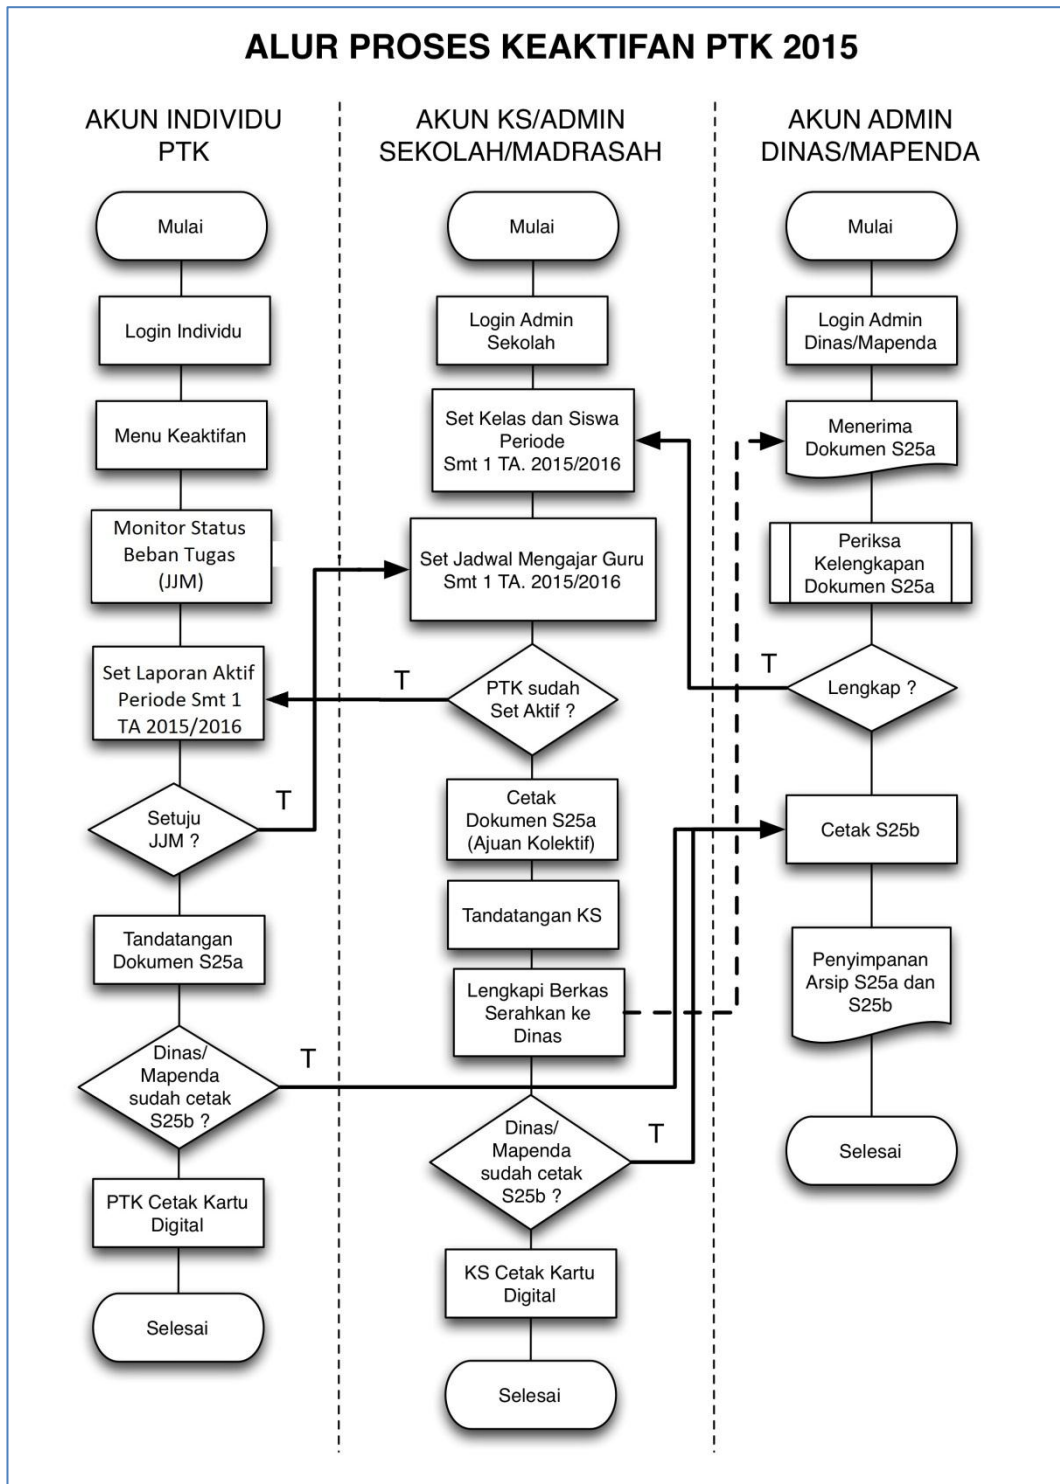 ALUR PROSES KEAKTIFAN PTK 2015
AKUN INDIVIDU
PTK
Mulai
Login Individu
Menu Keaktifan
Monitor Status
Beban Tugas
(JJM)
Set Laporan Aktif
Periode Smt 1
TA 2015/2016
Setuju
JJM ?
T
Tandatangan
Dokumen S25a
Dinas/
Mapenda
sudah cetak
S25b ?
T
PTK Cetak Kartu
Digital
Selesai
AKUN KS/ADMIN
SEKOLAH/MADRASAH
Mulai
Login Admin
Sekolah
Set Kelas dan Siswa
Periode
Smt 1 TA. 2015/2016
Set Jadwal Mengajar Guru
Smt 1 TA. 2015/2016
T
PTK sudah
Set Aktif ?
Cetak
Dokumen S25a
(Ajuan Kolektif)
Tandatangan KS
Lengkapi Berkas
Serahkan ke
Dinas
Dinas/
Mapenda
sudah cetak
S25b ?
T
KS Cetak Kartu
Digital
Selesai
AKUN ADMIN
DINAS/MAPENDA
Mulai
Login Admin
Dinas/Mapenda
Menerima
Dokumen S25a
Periksa
Kelengkapan
Dokumen S25a
T
Lengkap ?
Cetak S25b
Penyimpanan
Arsip S25a dan
S25b
Selesai